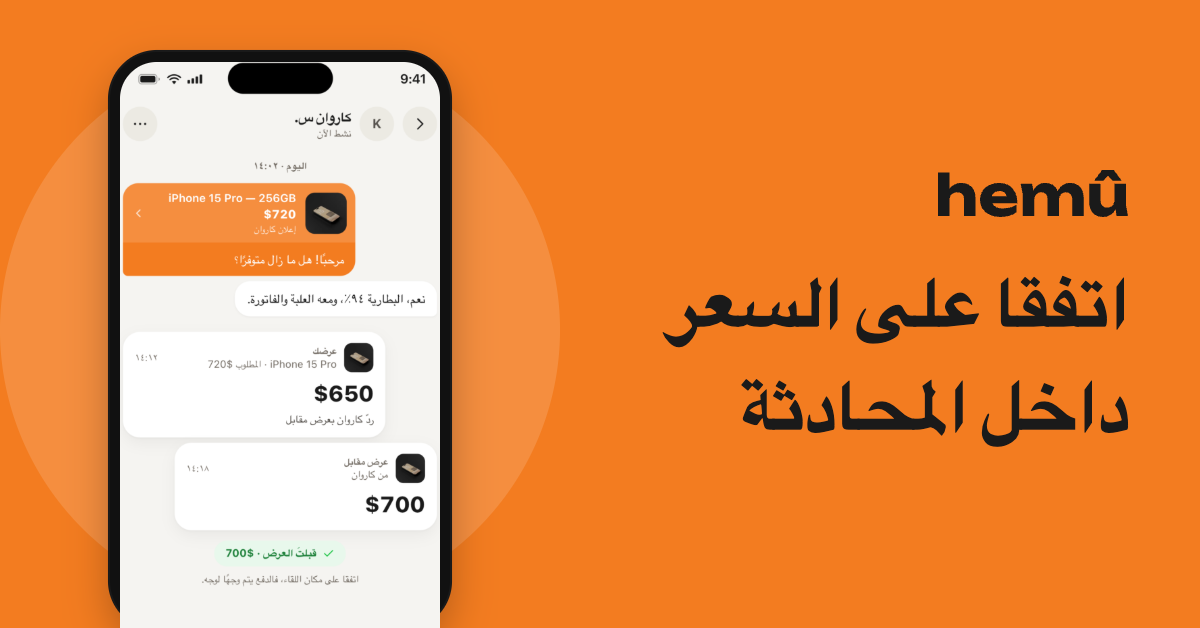 9:41
كاروان س.
K
نشط الآن
اليوم · ١٤:٠٢
iPhone 15 Pro — 256GB
$720
إعلان كاروان
مرحبًا! هل ما زال متوفرًا؟
نعم، البطارية ٩٤٪، ومعه العلبة والفاتورة.
عرضك
١٤:١٢
iPhone 15 Pro · المطلوب $720
$650
ردّ كاروان بعرض مقابل
عرض مقابل
١٤:١٨
من كاروان
$700
قبلتَ العرض · $700
اتفقا على مكان اللقاء، فالدفع يتم وجهًا لوجه.
hemû
اتفقا على السعر
داخل المحادثة